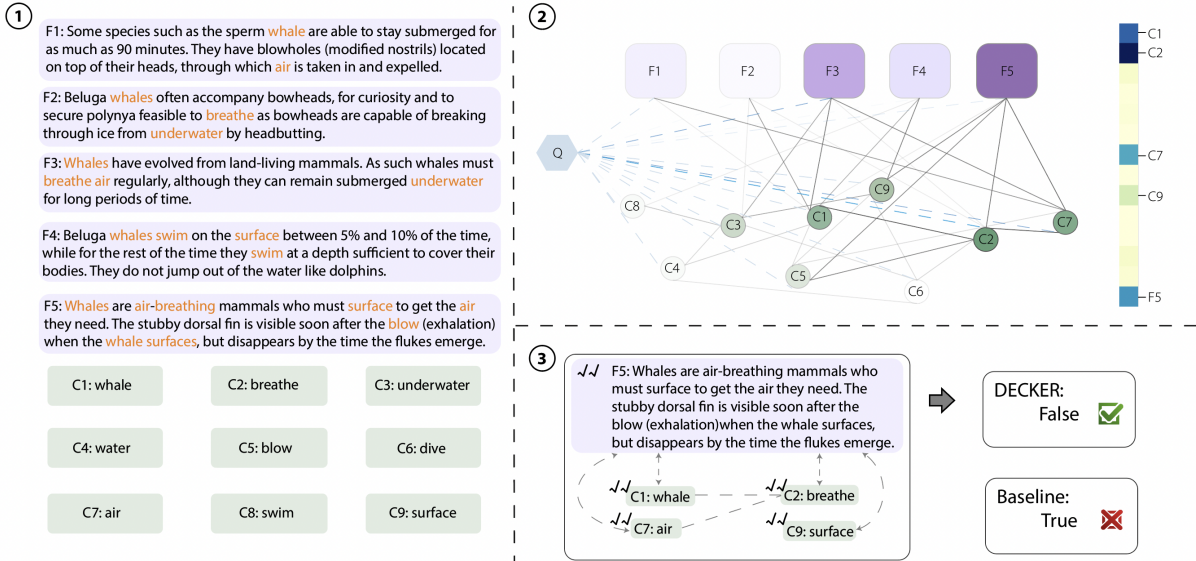 1
F1: Some species such as the sperm whale are able to stay submerged for
as much as 90 minutes. They have blowholes (modified nostrils) located
on top of their heads, through which air is taken in and expelled.
F2: Beluga whales often accompany bowheads, for curiosity and to
secure polynya feasible to breathe as bowheads are capable of breaking
through ice from underwater by headbutting.
F3: Whales have evolved from land-living mammals. As such whales must
breathe air regularly, although they can remain submerged underwater
for long periods of time.
F4: Beluga whales swim on the surface between 5% and 10% of the time,
while for the rest of the time they swim at a depth sufficient to cover their
bodies. They do not jump out of the water like dolphins.
F5: Whales are air-breathing mammals who must surface to get the air
they need. The stubby dorsal fin is visible soon after the blow (exhalation)
when the whale surfaces, but disappears by the time the flukes emerge.
C1: whale
C2: breathe
C3: underwater
C4: water
C5: blow
C6: dive
C7: air
C8: swim
C9: surface
2
F1
F2
F3
F4
F5
Q
C8
C3
C1
C9
C2
C7
C4
C5
C6
C1
C2
C7
C9
F5
3
F5: Whales are air-breathing mammals who
must surface to get the air they need. The
stubby dorsal fin is visible soon after the
blow (exhalation)when the whale surfaces,
but disappears by the time the flukes emerge.
C1: whale
C2: breathe
C7: air
C9: surface
DECKER:
False
Baseline:
True